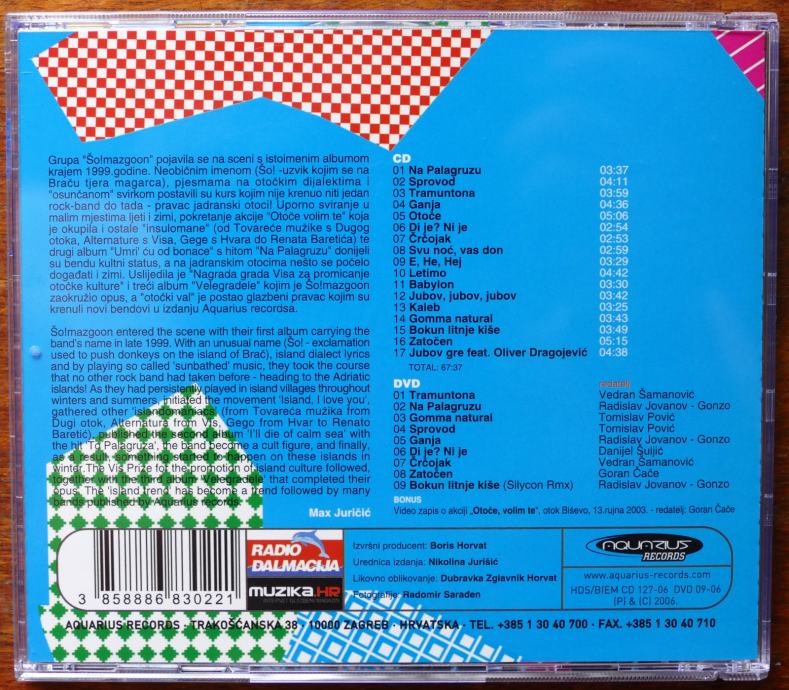 Grupa "Šo!mazgoon" pojavila se na sceni s istoimenim albumom
krajem 1999.godine. Neobičnim imenom (Šo! -uzvik kojim se na
Braču tjera magarca), pjesmama na otočkim dijalektima i
"osunčanom" svirkom postavili su kurs kojim nije krenuo niti jedan
rock-band do tada - pravac jadranski otoci! Uporno sviranje u
malim mjestima ljeti i zimi, pokretanje akcije "Otoče volim te" koja
je okupila i ostale "insulomane" (od Tovareće mužike s Dugog
otoka, Alternature s Visa, Gege s Hvara do Renata Baretića) te
drugi album "Umri' ću od bonace" s hitom "Na Palagruzu" donijeli
su bendu kultni status, a na jadranskim otocima nešto se počelo
događati i zimi. Uslijedila je "Nagrada grada Visa za promicanje
otočke kulture" i treći album "Velegradele" kojim je Šo!mazgoon
zaokružio opus, a "otočki val" je postao glazbeni pravac kojim su
krenuli novi bendovi u izdanju Aquarius recordsa.
Šo!mazgoon entered the scene with their first album carrying the
band's name in late 1999. With an unusual name (Šo! - exclamation
used to push donkeys on the island of Brač), island dialect lyrics
and by playing so called 'sunbathed' music, they took the course
that no other rock band had taken before - heading to the Adriatic
islands! As they had persistently played in island villages throughout
winters and summers, initiated the movement 'Island, I love you',
gathered other 'islandomaniacs' (from Tovareća mužika from
Dugi otok, Alternatura from Vis, Gego from Hvar to Renato
Baretić), published the second album 'I'll die of calm sea' with
the hit 'To Palagruža', the band became a cult figure, and finally,
as well, something started to happen on these islands in
winter.The Vis Prize for the promotion of island culture followed,
together with the third album 'Velegradele' that completed their
opus. The 'island trend' has become a trend followed by many
bands published by Aquarius records.
Max Juričić
CD
01 Na Palagruzu 03:37
02 Sprovod 04:11
03 Tramuntona 03:59
04 Ganja 04:36
05 Otoče 05:06
06 Di je? Ni je 02:54
07 Črčojak 02:53
08 Svu noć, vas don 02:59
09 E, He, Hej 03:29
10 Letimo 04:42
11 Babylon 03:30
12 Jubov, jubov, jubov 03:42
13 Kaleb 03:25
14 Gomma natural 03:43
15 Bokun litnje kiše 03:49
16 Zatočen 05:15
17 Jubov gre feat. Oliver Dragojević 04:38
TOTAL: 67:37
DVD redatelj
01 Tramuntona Vedran Šamanović
02 Na Palagruzu Radislav Jovanov - Gonzo
03 Gomma natural Tomislav Pović
04 Sprovod Tomislav Pović
05 Ganja Radislav Jovanov - Gonzo
06 Di je? Ni je Danijel Šuljić
07 Črčojak Vedran Šamanović
08 Zatočen Goran Čače
09 Bokun litnje kiše (Silycon Rmx) Radislav Jovanov - Gonzo
BONUS
Video zapis o akciji „Otoče, volim te“, otok Biševo, 13.rujna 2003. - redatelj: Goran Čače
3 858886 830221
RADIO
DALMACIJA
MUZIKA.HR
Izvršni producent: Boris Horvat
Urednica izdanja: Nikolina Jurišić
Likovno oblikovanje: Dubravka Zglavnik Horvat
Fotografije: Radomir Sarađen
AQUARIUS
RECORDS
www.aquarius-records.com
HDS/BIEM CD 127-06 DVD 09-06
(P) & (C) 2006.
AQUARIUS RECORDS · TRAKOŠĆANSKA 38 · 10000 ZAGREB · HRVATSKA · TEL. +385 1 30 40 700 · FAX. +385 1 30 40 710